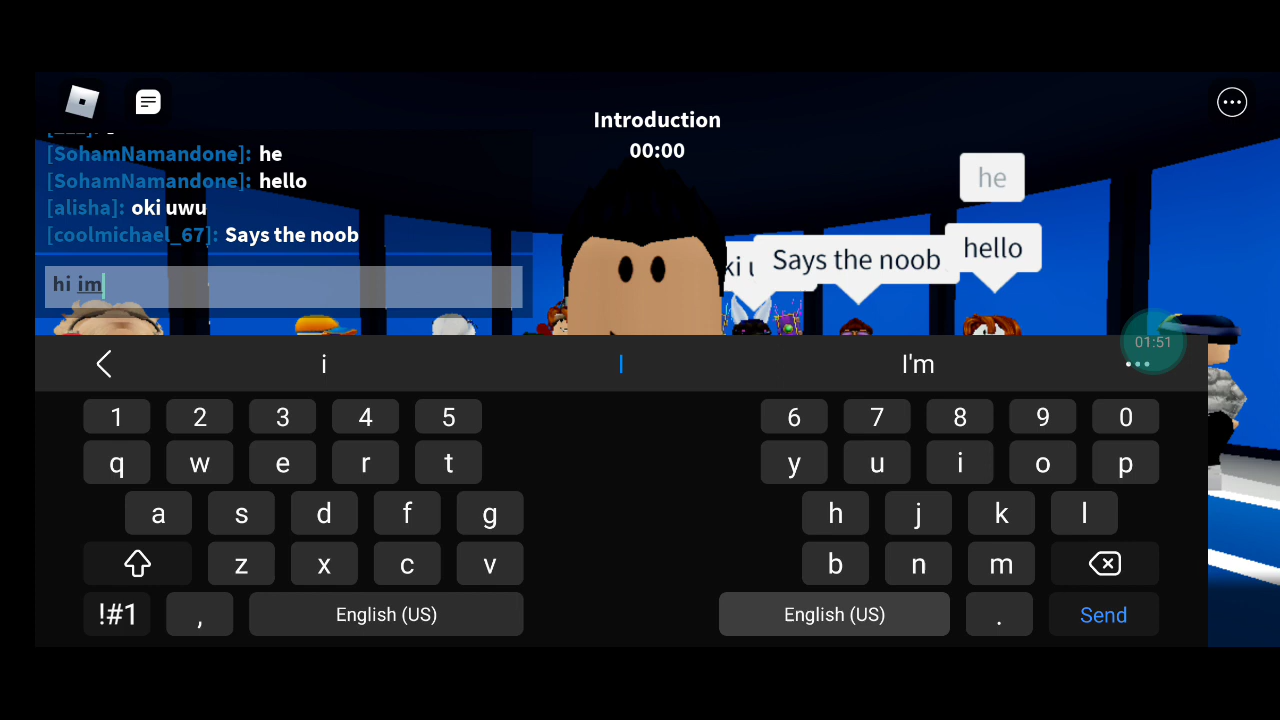 Introduction
00:00
[SohamNamandone]: he
[SohamNamandone]: hello
[alisha]: oki uwu
[coolmichael_67]: Says the noob
hi im
he
hello
Says the noob
ki u
01:51
i I I'm
1 2 3 4 5 6 7 8 9 0
q w e r t y u i o p
a s d f g h j k l
z x c v b n m
!#1 , English (US) English (US) . Send